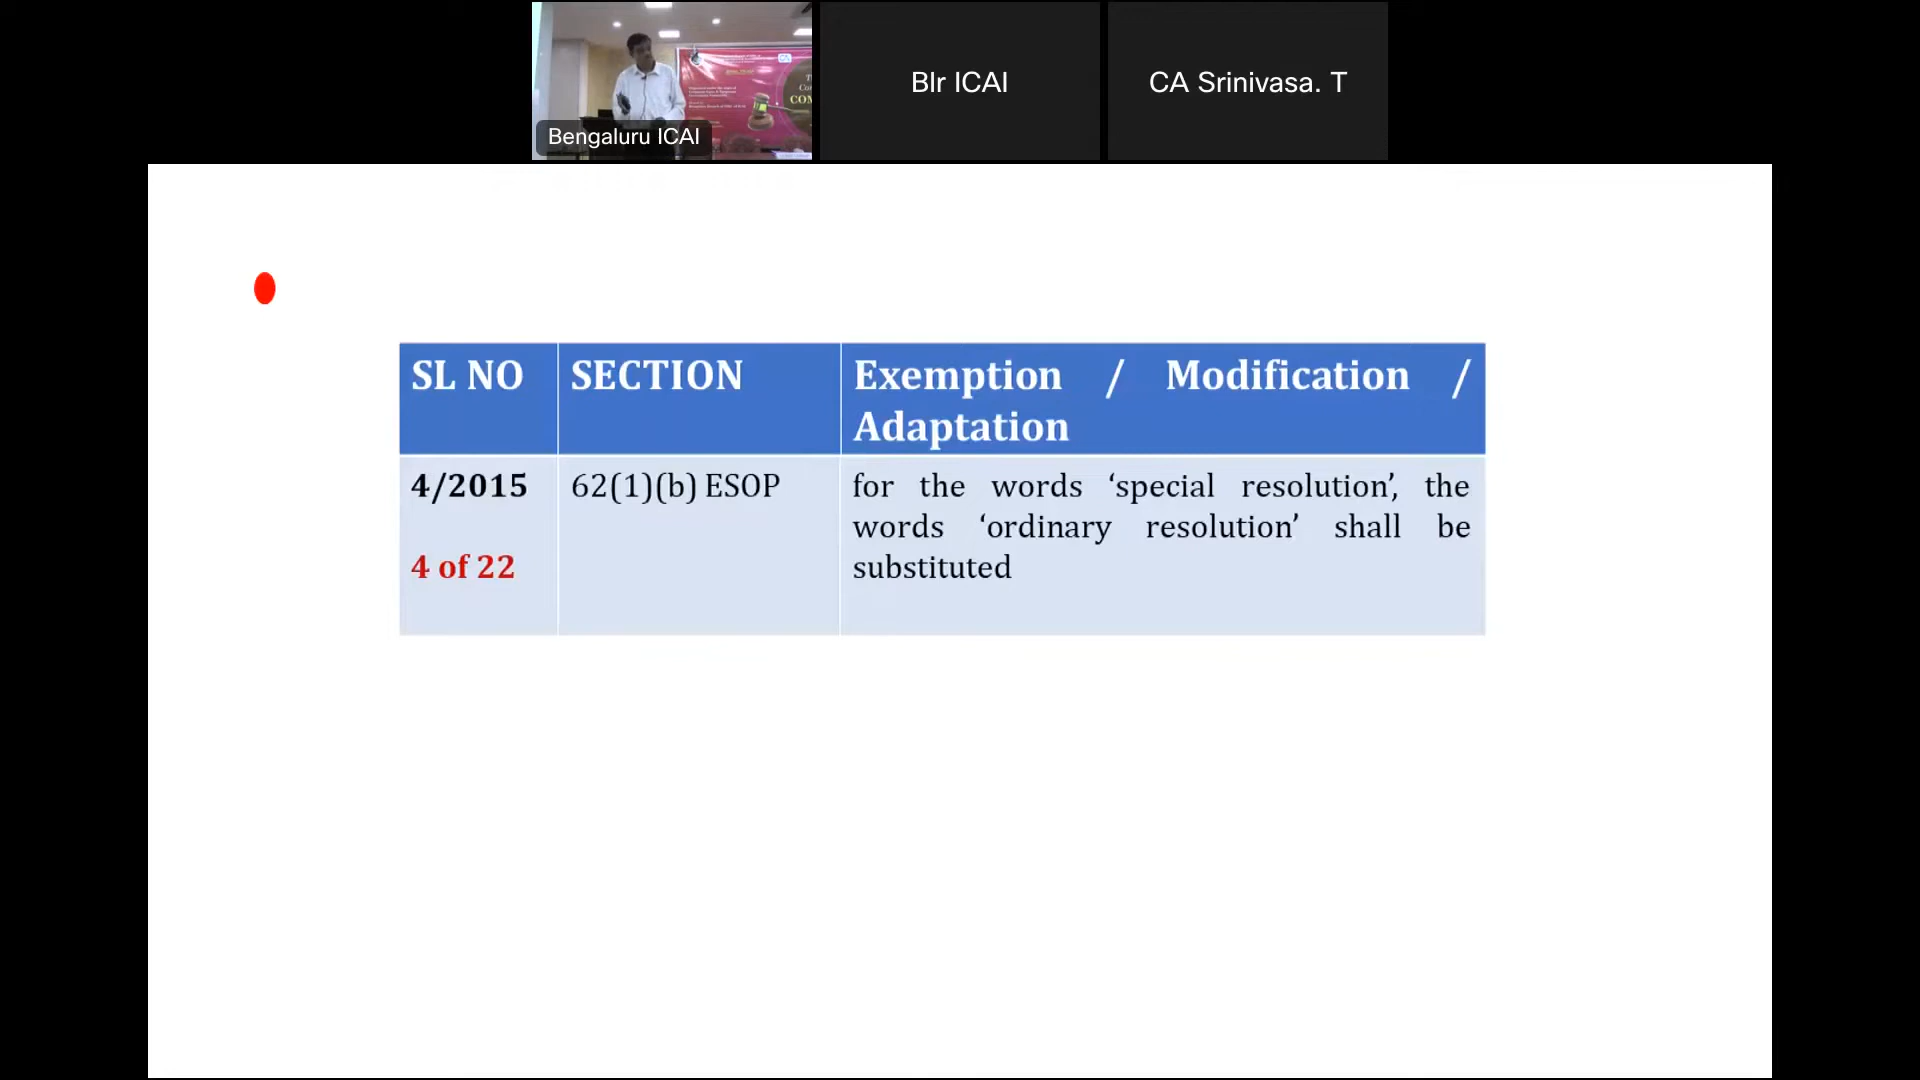 Bengaluru ICAI
Blr ICAI
CA Srinivasa. T
SL NO
SECTION
Exemption / Modification /
Adaptation
4/2015
4 of 22
62(1)(b) ESOP
for the words ‘special resolution’, the
words ‘ordinary resolution’ shall be
substituted